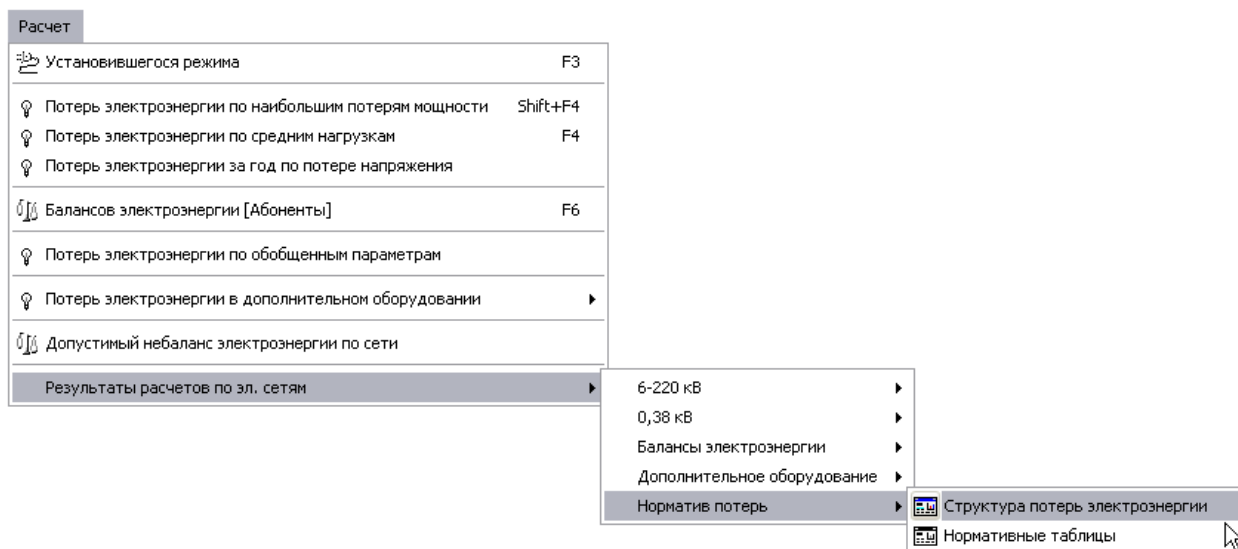 Расчет
Установившегося режима F3
Потерь электроэнергии по наибольшим потерям мощности Shift+F4
Потерь электроэнергии по средним нагрузкам F4
Потерь электроэнергии за год по потере напряжения
Балансов электроэнергии [Абоненты] F6
Потерь электроэнергии по обобщенным параметрам
Потерь электроэнергии в дополнительном оборудовании
Допустимый небаланс электроэнергии по сети
Результаты расчетов по эл. сетям
6-220 кВ
0,38 кВ
Балансы электроэнергии
Дополнительное оборудование
Норматив потерь
Структура потерь электроэнергии
Нормативные таблицы